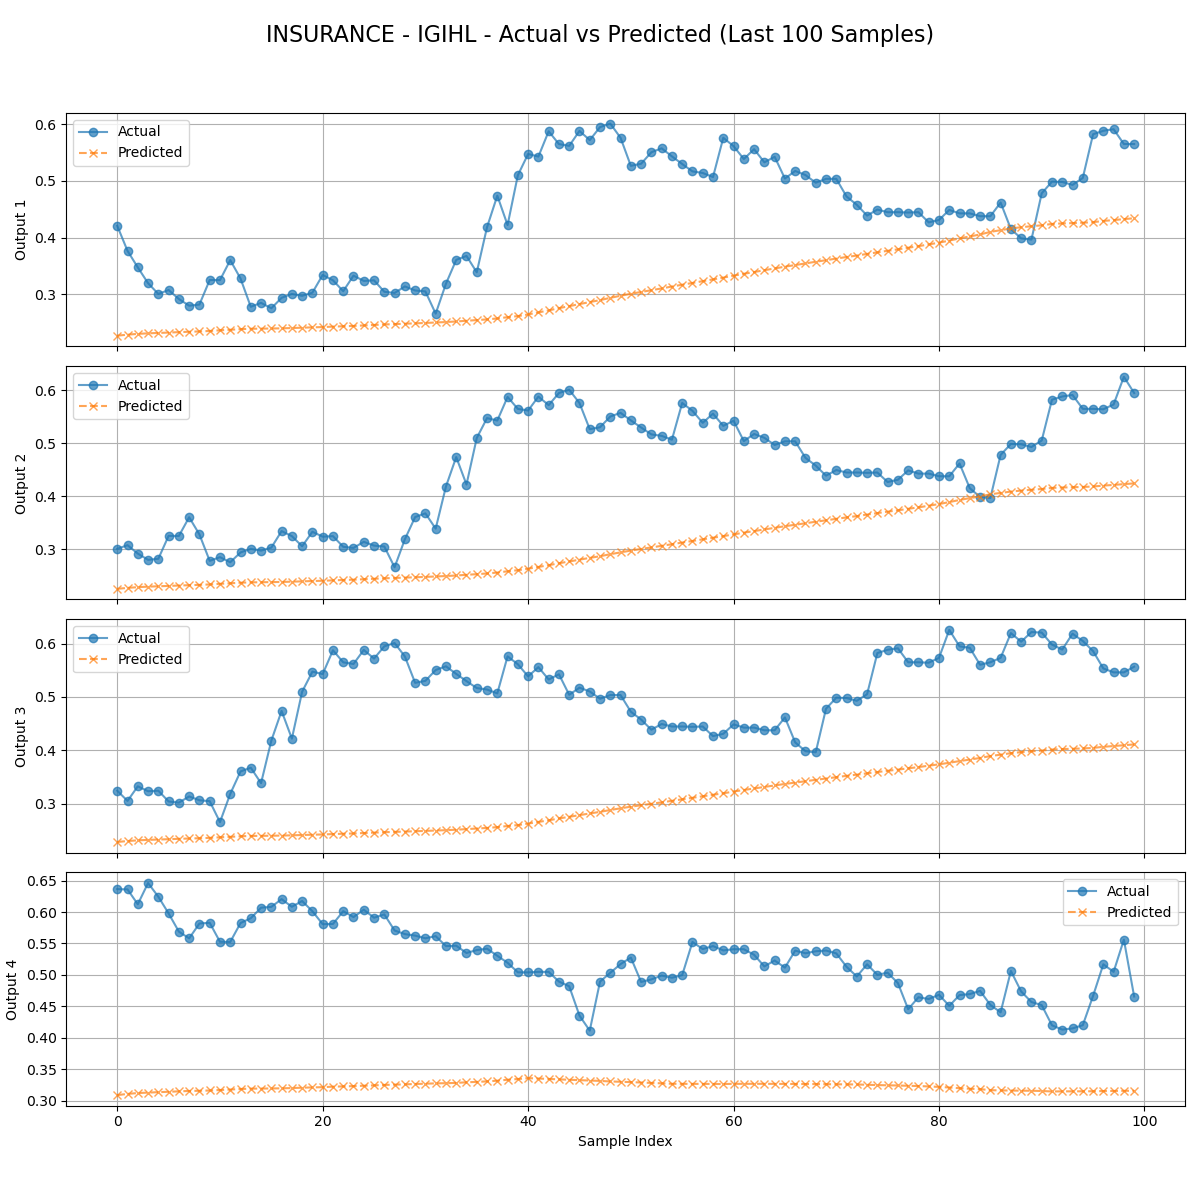 INSURANCE - IGIHL - Actual vs Predicted (Last 100 Samples)
Actual
Predicted
0.6
0.5
0.4
0.3
Output 1
Actual
Predicted
0.6
0.5
0.4
0.3
Output 2
Actual
Predicted
0.6
0.5
0.4
0.3
Output 3
Actual
Predicted
0.65
0.60
0.55
0.50
0.45
0.40
0.35
0.30
Output 4
0 20 40 60 80 100
Sample Index